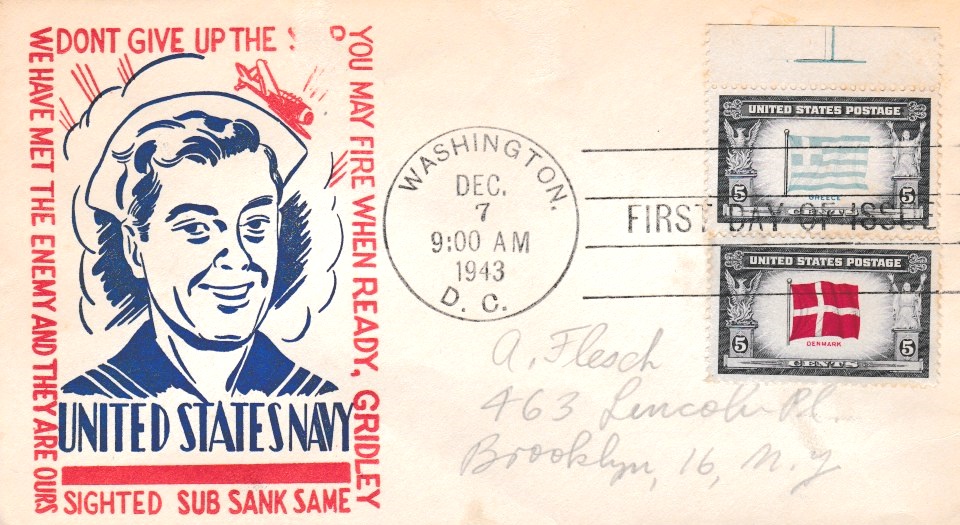 DONT GIVE UP THE
YOU MAY FIRE WHEN READY, GRIDLEY
WE HAVE MET THE ENEMY AND THEY ARE OURS
UNITED STATES NAVY
SIGHTED SUB SANK SAME
WASHINGTON.
DEC.
7
9:00 AM
1943
D. C.
FIRST DAY OF ISSUE
UNITED STATES POSTAGE
GREECE
5 CENTS 5
UNITED STATES POSTAGE
DENMARK
5 CENTS 5
A. Flesch
463 Lincoln Pl.
Brooklyn, 16, N.Y